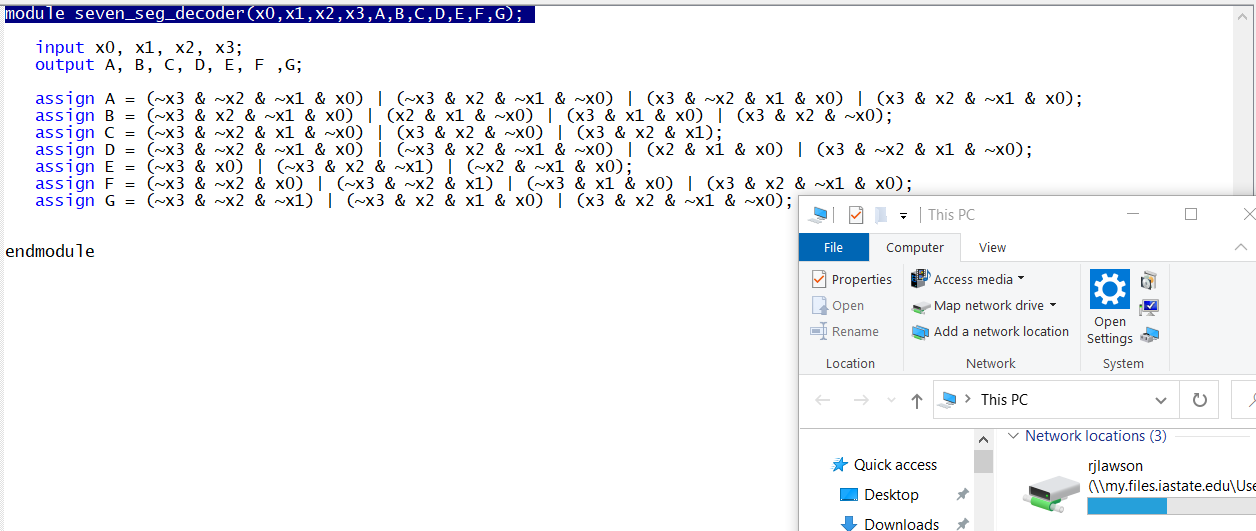 module seven_seg_decoder(x0,x1,x2,x3,A,B,C,D,E,F,G);
input x0, x1, x2, x3;
output A, B, C, D, E, F ,G;
assign A = (~x3 & ~x2 & ~x1 & x0) | (~x3 & x2 & ~x1 & ~x0) | (x3 & ~x2 & x1 & x0) | (x3 & x2 & ~x1 & x0);
assign B = (~x3 & x2 & ~x1 & x0) | (x2 & x1 & ~x0) | (x3 & x1 & x0) | (x3 & x2 & ~x0);
assign C = (~x3 & ~x2 & x1 & ~x0) | (x3 & x2 & ~x0) | (x3 & x2 & x1);
assign D = (~x3 & ~x2 & ~x1 & x0) | (~x3 & x2 & ~x1 & ~x0) | (x2 & x1 & x0) | (x3 & ~x2 & x1 & ~x0);
assign E = (~x3 & x0) | (~x3 & x2 & ~x1) | (~x2 & ~x1 & x0);
assign F = (~x3 & ~x2 & x0) | (~x3 & ~x2 & x1) | (~x3 & x1 & x0) | (x3 & x2 & ~x1 & x0);
assign G = (~x3 & ~x2 & ~x1) | (~x3 & x2 & x1 & x0) | (x3 & x2 & ~x1 & ~x0);
endmodule
This PC
File Computer View
Properties
Open
Rename
Location
Access media
Map network drive
Add a network location
Network
Open
Settings
System
This PC
Quick access
Desktop
Downloads
Network locations (3)
rjlawson
(\\my.files.iastate.edu\Use